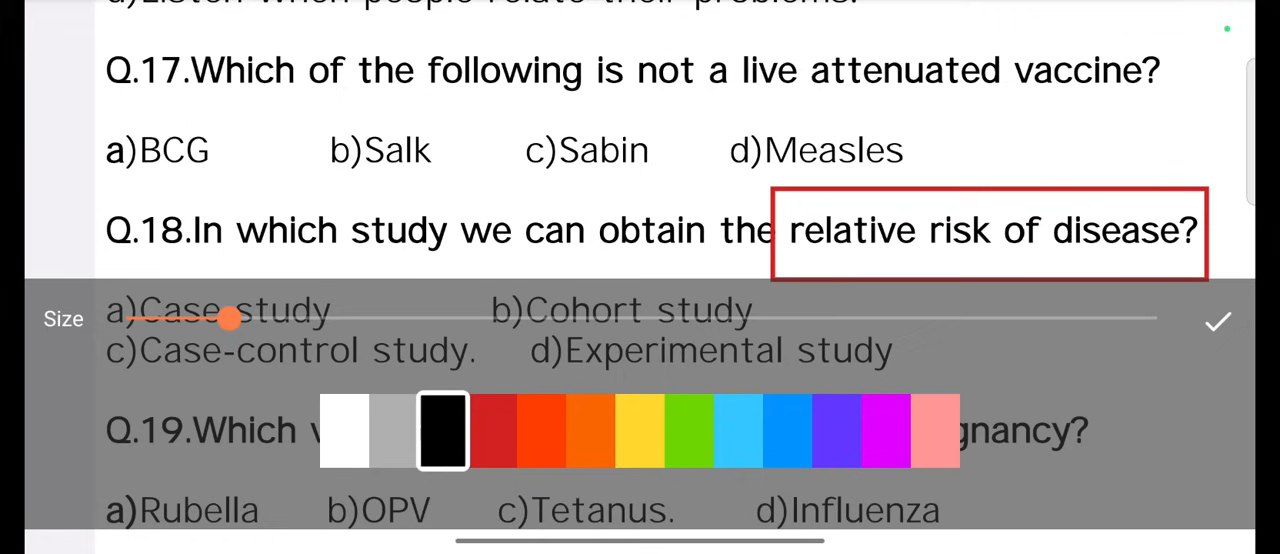 Q.17.Which of the following is not a live attenuated vaccine?
a)BCG b)Salk c)Sabin d)Measles
Q.18.In which study we can obtain the relative risk of disease?
a)Case study b)Cohort study
Size
c)Case-control study. d)Experimental study
Q.19.Which
a)Rubella b)OPV c)Tetanus. d)Influenza